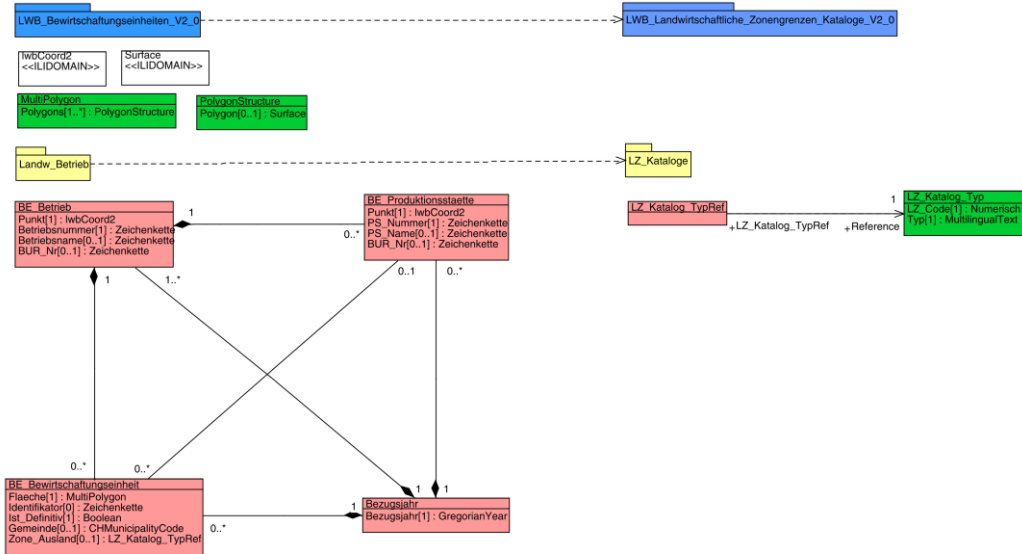 LWB_Bewirtschaftungseinheiten_V2_0
LWB_Landwirtschaftliche_Zonengrenzen_Kataloge_V2_0
lwbCoord2
<<ILIDOMAIN>>
Surface
<<ILIDOMAIN>>
MultiPolygon
Polygons[1..*] : PolygonStructure
PolygonStructure
Polygon[0..1] : Surface
Landw_Betrieb
LZ_Kataloge
BE_Betrieb
Punkt[1] : lwbCoord2
Betriebsnummer[1] : Zeichenkette
Betriebsname[0..1] : Zeichenkette
BUR_Nr[0..1] : Zeichenkette
1
0..*
BE_Produktionsstaette
Punkt[1] : lwbCoord2
PS_Nummer[1] : Zeichenkette
PS_Name[0..1] : Zeichenkette
BUR_Nr[0..1] : Zeichenkette
LZ_Katalog_TypRef
+LZ_Katalog_TypRef
1
+Reference
LZ_Katalog_Typ
LZ_Code[1] : Numerisch
Typ[1] : MultilingualText
1
1..*
0..1
0..*
0..*
0..*
1
1
BE_Bewirtschaftungseinheit
Flaeche[1] : MultiPolygon
Identifikator[0] : Zeichenkette
Ist_Definitiv[1] : Boolean
Gemeinde[0..1] : CHMunicipalityCode
Zone_Ausland[0..1] : LZ_Katalog_TypRef
0..*
1
Bezugsjahr
Bezugsjahr[1] : GregorianYear